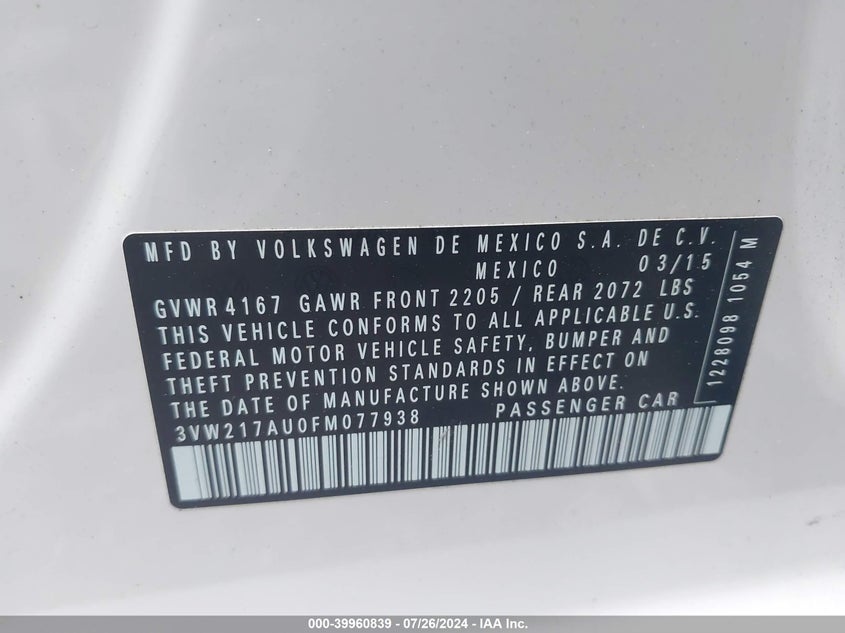 MFD BY VOLKSWAGEN DE MEXICO S.A. DE C.V.
MEXICO 03/15
GVWR 4167 GAWR FRONT 2205 / REAR 2072 LBS
THIS VEHICLE CONFORMS TO ALL APPLICABLE U.S.
FEDERAL MOTOR VEHICLE SAFETY, BUMPER AND
THEFT PREVENTION STANDARDS IN EFFECT ON
THE DATE OF MANUFACTURE SHOWN ABOVE.
3VW217AU0FM077938 PASSENGER CAR
1228098 1054 M
000-39960839 - 07/26/2024 - IAA Inc.